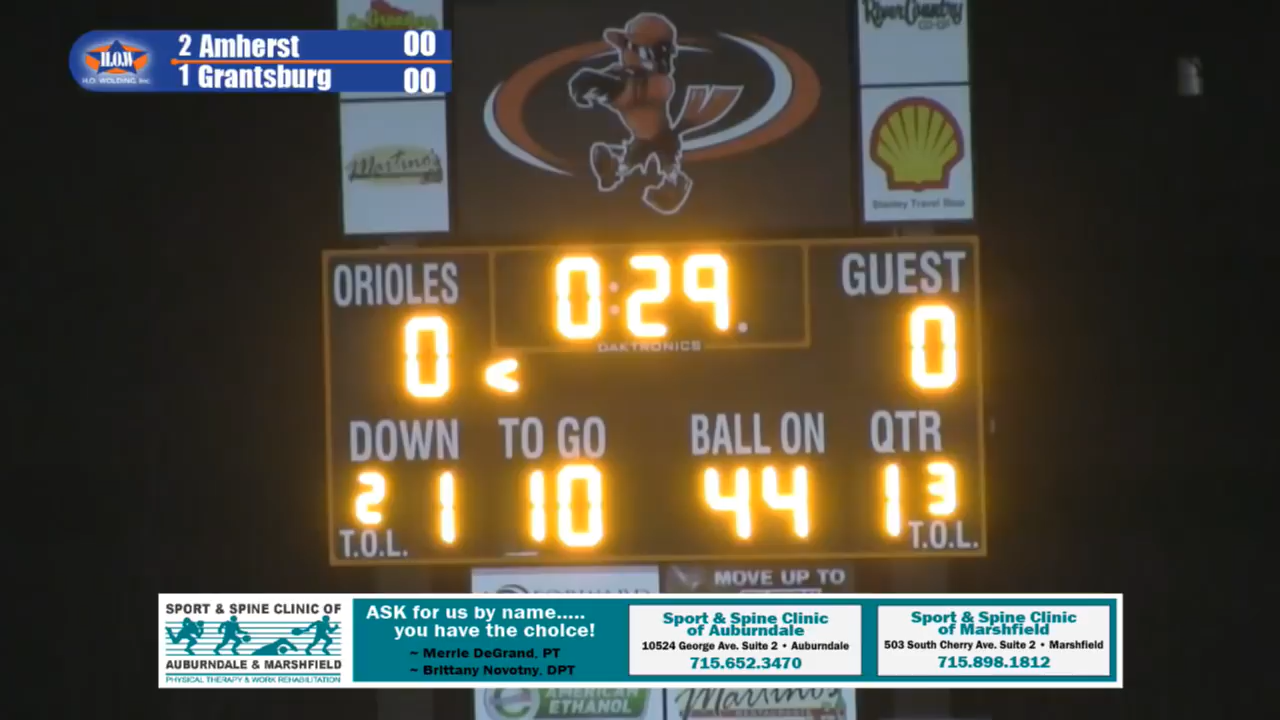 2 Amherst 00
1 Grantsburg 00
H.O.W
H.O. WOLDING, Inc
River Country
CO-OP
Martino's
Stanley Travel Stop
ORIOLES
0:29.
GUEST
DAKTRONICS
0 <
0
DOWN
TO GO
BALL ON
QTR
2 1
10
44
1 3
T.O.L.
T.O.L.
MOVE UP TO
SPORT & SPINE CLINIC OF
AUBURNDALE & MARSHFIELD
PHYSICAL THERAPY & WORK REHABILITATION
ASK for us by name.....
you have the choice!
~ Merrie DeGrand, PT
~ Brittany Novotny, DPT
Sport & Spine Clinic
of Auburndale
10524 George Ave. Suite 2 • Auburndale
715.652.3470
Sport & Spine Clinic
of Marshfield
503 South Cherry Ave. Suite 2 • Marshfield
715.898.1812
AMERICAN
ETHANOL
Martino's
RESTAURANTE